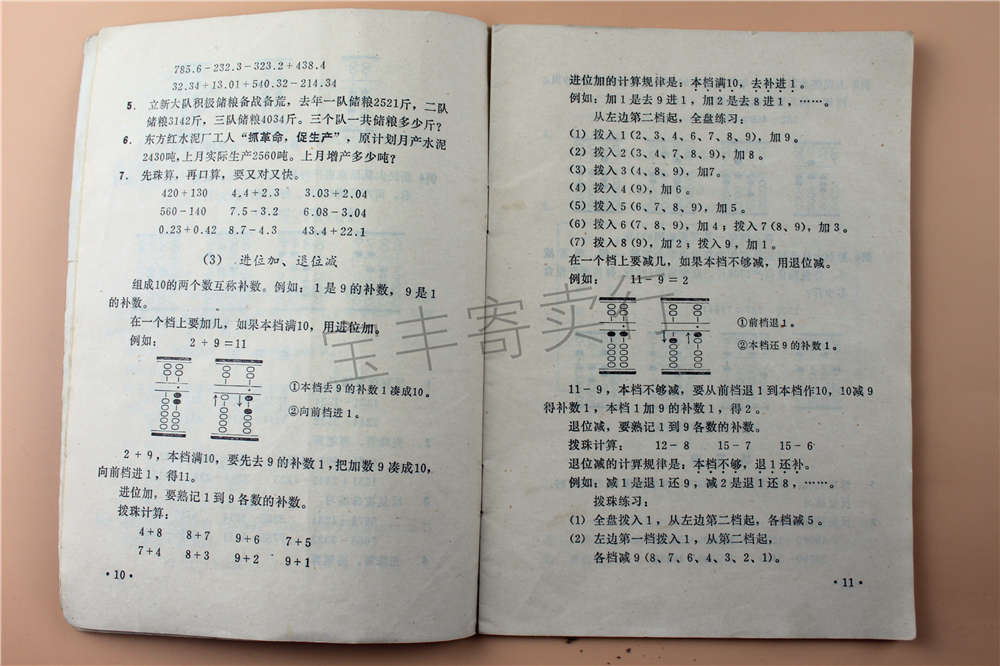 785.6-232.3-323.2+438.4
32.34+13.01+540.32-214.34
5. 立新大队积极储粮备战备荒，去年一队储粮2521斤，二队
储粮3142斤，三队储粮4034斤。三个队一共储粮多少斤？
6. 东方红水泥厂工人“抓革命，促生产”，原计划月产水泥
2430吨，上月实际生产2560吨。上月增产多少吨？
7. 先珠算，再口算，要又对又快。
420+130 4.4+2.3 3.03+2.04
560-140 7.5-3.2 6.08-3.04
0.23+0.42 8.7-4.3 43.4+22.1
(3) 进位加、退位减
组成10的两个数互称补数。例如：1是9的补数，9是1
的补数。
在一个档上要加几，如果本档满10，用进位加。
例如： 2+9=11
①本档去9的补数1凑成10。
②向前档进1。
2+9，本档满10，要先去9的补数1，把加数9凑成10，
向前档进1，得11。
进位加，要熟记1到9各数的补数。
拨珠计算：
4+8 8+7 9+6 7+5
7+4 8+3 9+2 9+1
·10·
进位加的计算规律是：本档满10，去补进1。
例如：加1是去9进1，加2是去8进1，……。
从左边第二档起，全盘练习：
(1) 拨入1(2、3、4、6、7、8、9)，加9。
(2) 拨入2(3、4、7、8、9)，加8。
(3) 拨入3(4、8、9)，加7。
(4) 拨入4(9)，加6。
(5) 拨入5(6、7、8、9)，加5。
(6) 拨入6(7、8、9)，加4；拨入7(8、9)，加3。
(7) 拨入8(9)，加2；拨入9，加1。
在一个档上要减几，如果本档不够减，用退位减。
例如： 11-9=2
①前档退1。
②本档还9的补数1。
11-9，本档不够减，要从前档退1到本档作10，10减9
得补数1，本档1加9的补数1，得2。
退位减，要熟记1到9各数的补数。
拨珠计算： 12-8 15-7 15-6
退位减的计算规律是：本档不够，退1还补。
例如：减1是退1还9，减2是退1还8，……。
拨珠练习：
(1) 全盘拨入1，从左边第二档起，各档减5。
(2) 左边第一档拨入1，从第二档起，
各档减9(8、7、6、4、3、2、1)。
·11·
宝丰寄卖行